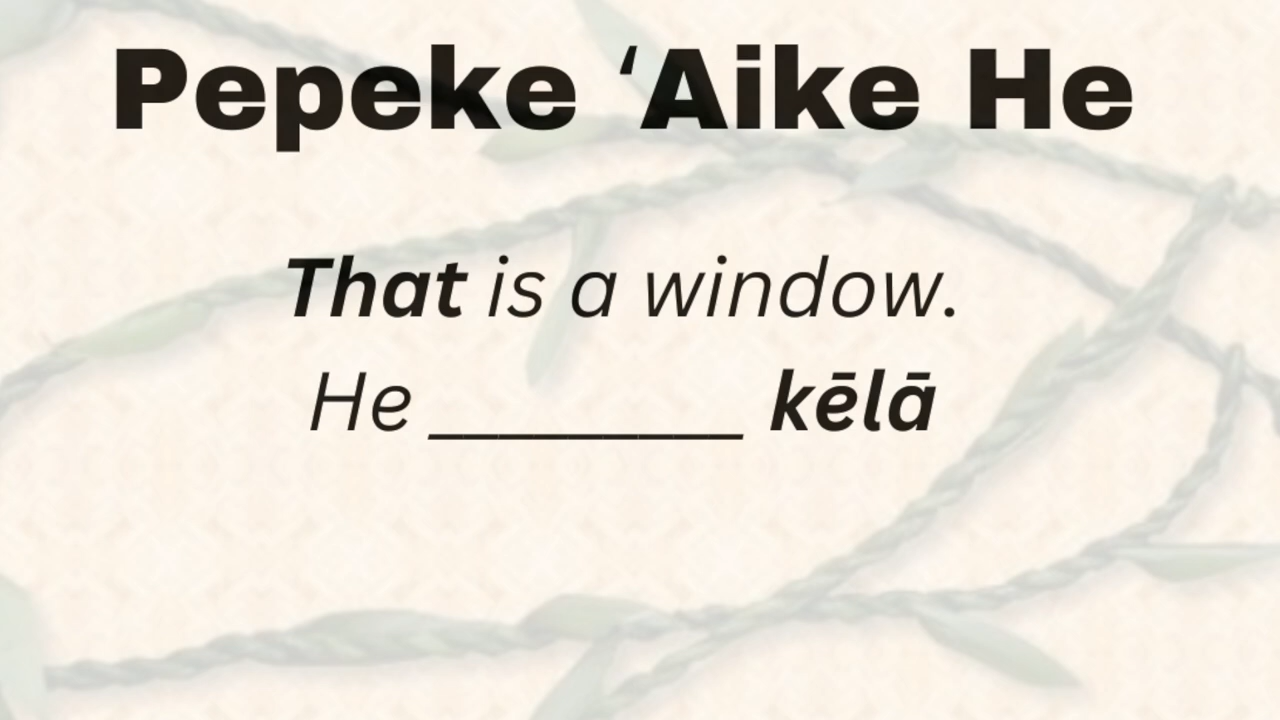 Pepeke ʻAike He
That is a window.
He _________ kēlā